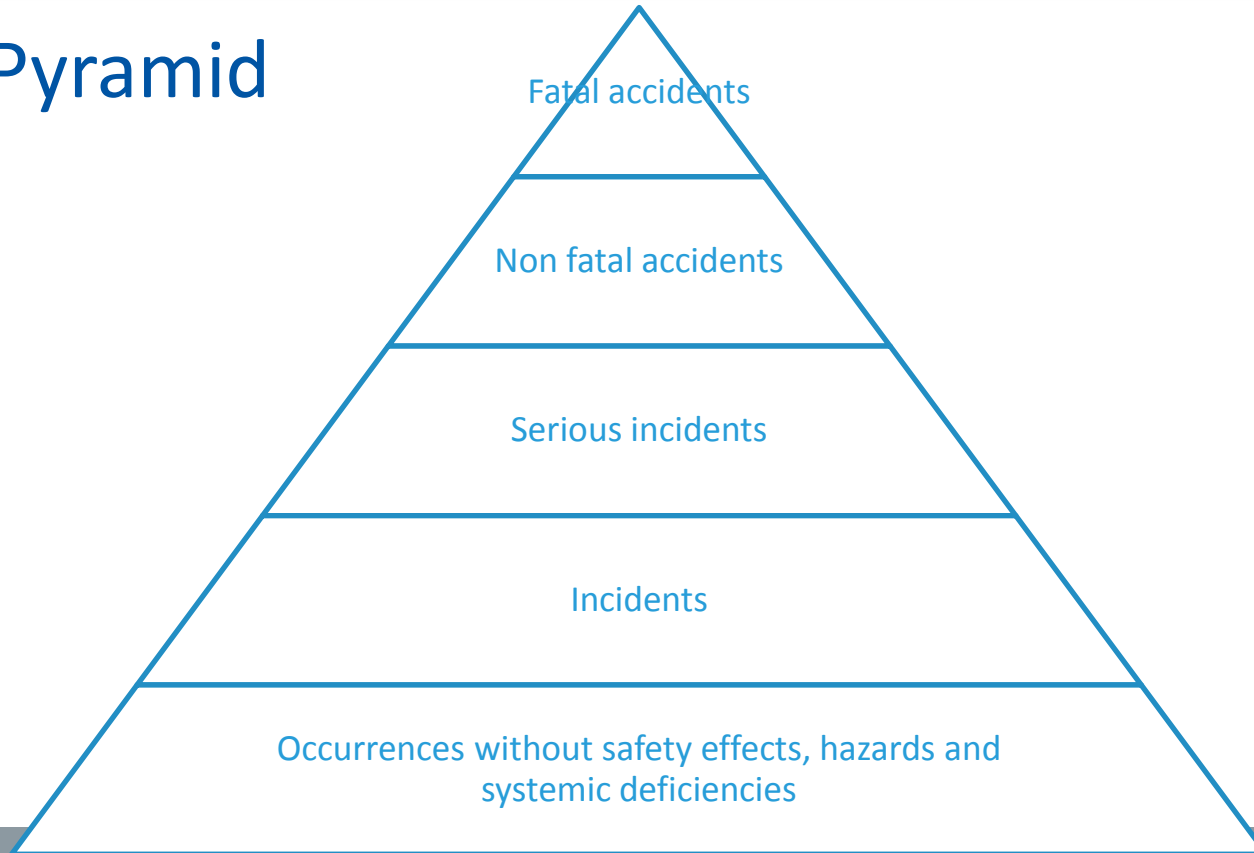 Pyramid
Fatal accidents
Non fatal accidents
Serious incidents
Incidents
Occurrences without safety effects, hazards and
systemic deficiencies